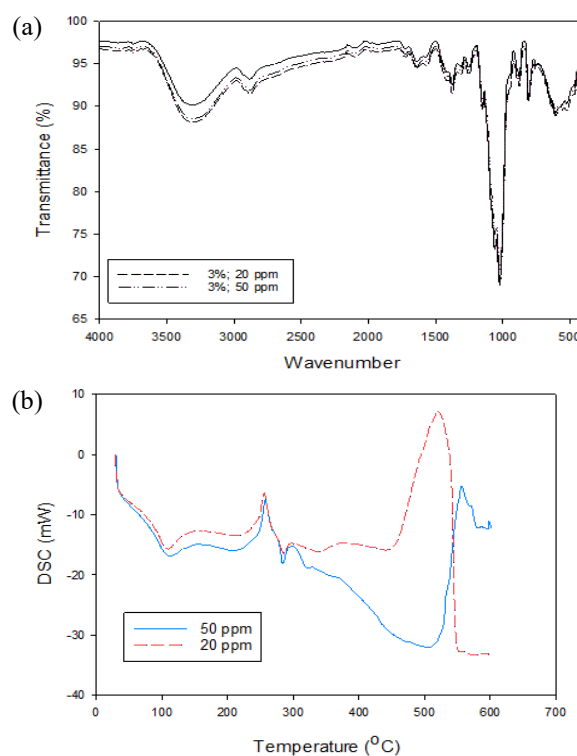 (a)
100
95
90
85
80
75
70
65
Transmittance (%)
3%; 20 ppm
3%; 50 ppm
4000 3500 3000 2500 2000 1500 1000 500
Wavenumber
(b)
10
0
-10
-20
-30
-40
DSC (mW)
50 ppm
20 ppm
0 100 200 300 400 500 600 700
Temperature (°C)